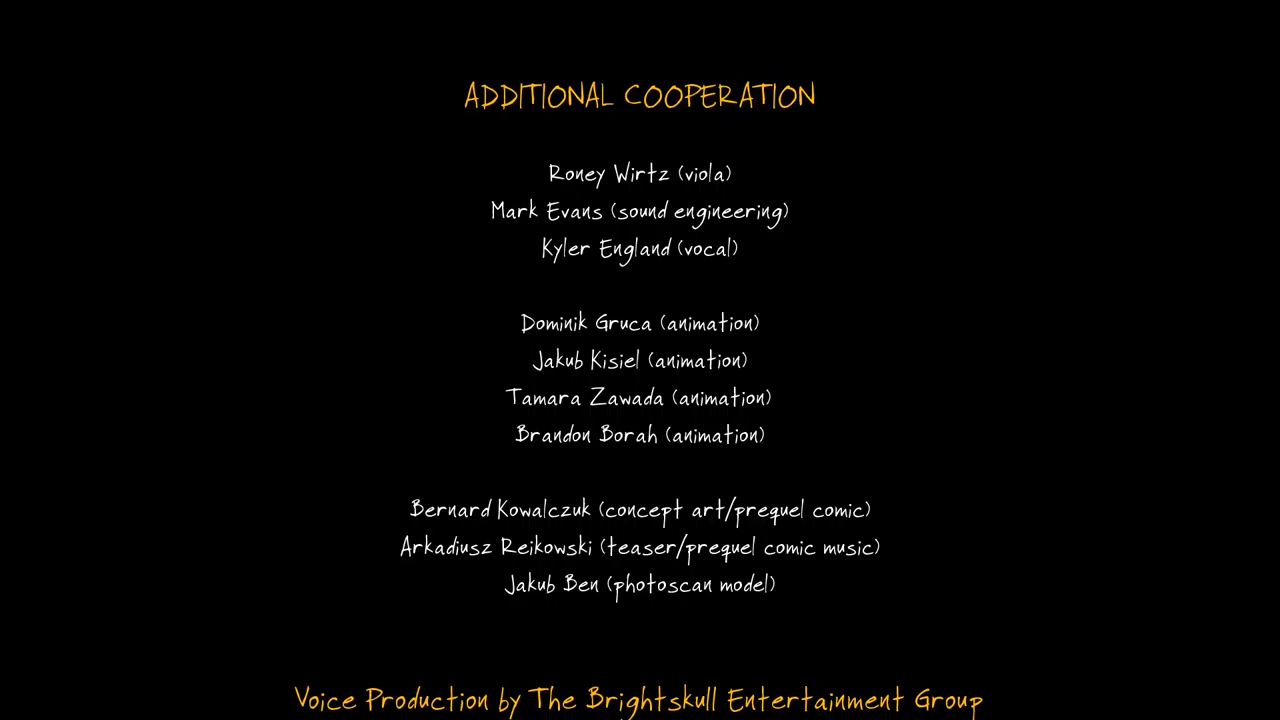 ADDITIONAL COOPERATION
Roney Wirtz (viola)
Mark Evans (sound engineering)
Kyler England (vocal)
Dominik Gruca (animation)
Jakub Kisiel (animation)
Tamara Zawada (animation)
Brandon Borah (animation)
Bernard Kowalczuk (concept art/prequel comic)
Arkadiusz Reikowski (teaser/prequel comic music)
Jakub Ben (photoscan model)
Voice Production by The Brightskull Entertainment Group